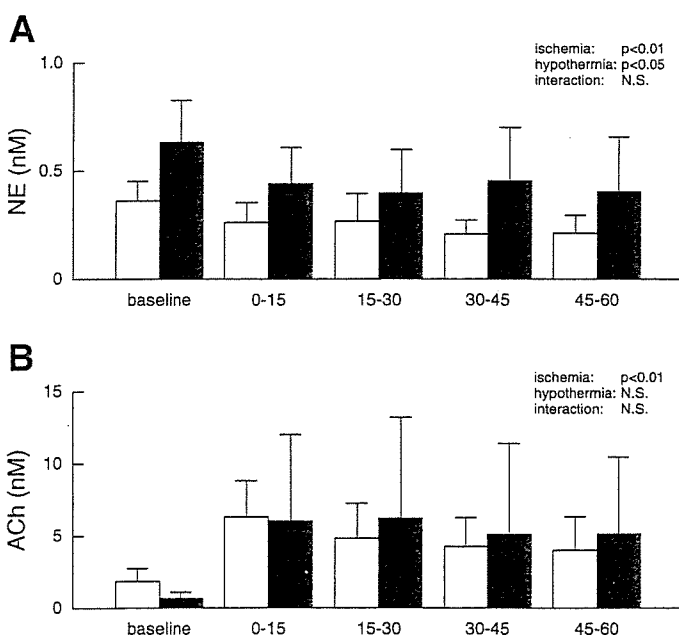 A
ischemia: p<0.01
hypothermia: p<0.05
interaction: N.S.
1.0
0.5
0
NE (nM)
baseline 0-15 15-30 30-45 45-60
B
ischemia: p<0.01
hypothermia: N.S.
interaction: N.S.
15
10
5
0
ACh (nM)
baseline 0-15 15-30 30-45 45-60